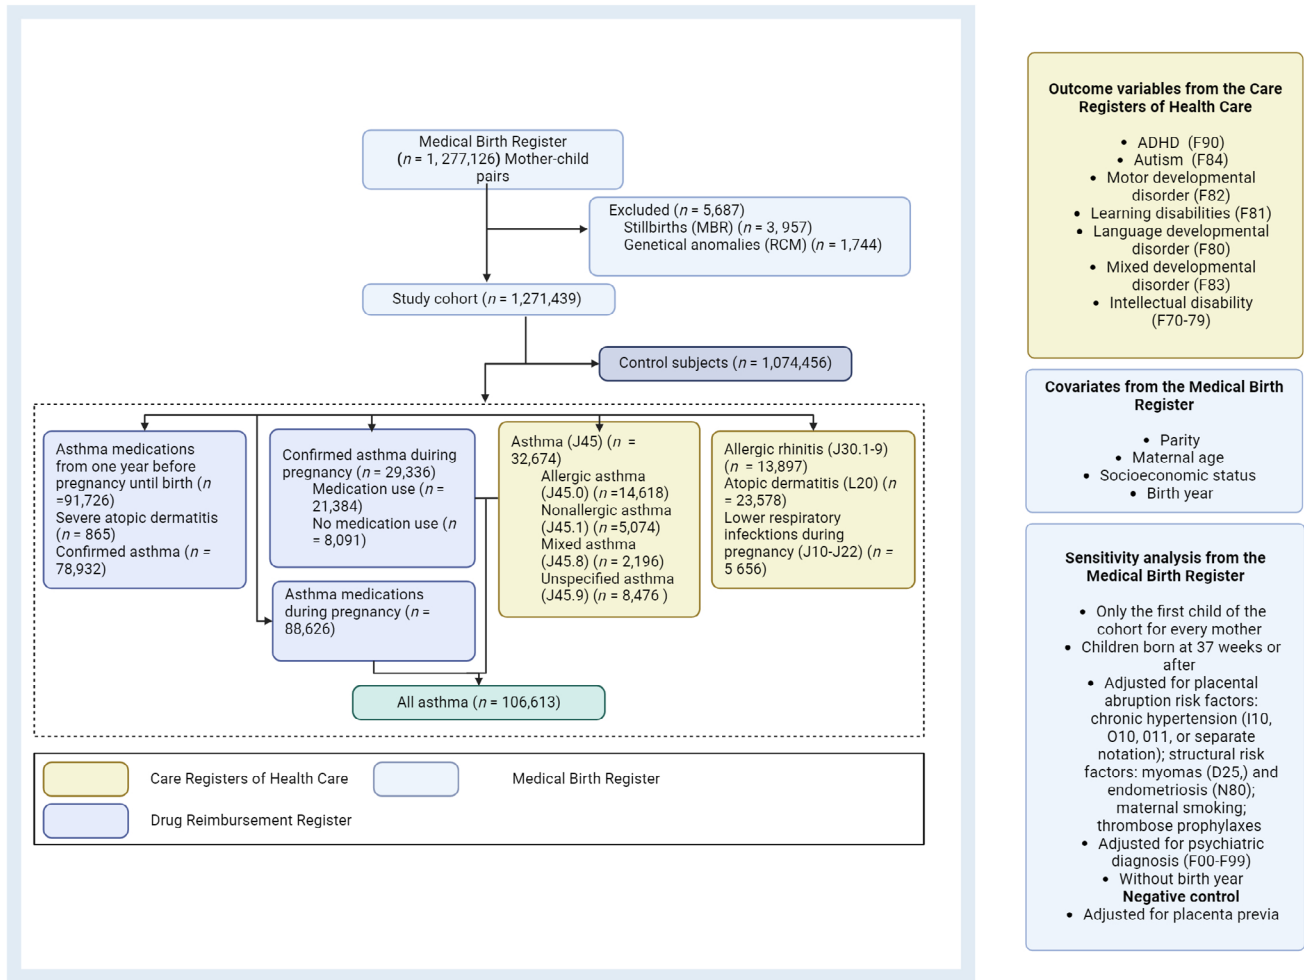 Medical Birth Register
(n = 1, 277,126) Mother-child
pairs
Excluded (n = 5,687)
Stillbirths (MBR) (n = 3, 957)
Genetical anomalies (RCM) (n = 1,744)
Study cohort (n = 1,271,439)
Control subjects (n = 1,074,456)
Asthma medications
from one year before
pregnancy until birth (n
=91,726)
Severe atopic dermatitis
(n = 865)
Confirmed asthma (n =
78,932)
Confirmed asthma duiring
pregnancy (n = 29,336)
Medication use (n =
21,384)
No medication use (n
= 8,091)
Asthma medications
during pregnancy (n =
88,626)
Asthma (J45) (n =
32,674)
Allergic asthma
(J45.0) (n =14,618)
Nonallergic asthma
(J45.1) (n =5,074)
Mixed asthma
(J45.8) (n = 2,196)
Unspecified asthma
(J45.9) (n = 8,476 )
Allergic rhinitis (J30.1-9)
(n = 13,897)
Atopic dermatitis (L20) (n
= 23,578)
Lower respiratory
infecktions during
pregnancy (J10-J22) (n =
5 656)
All asthma (n = 106,613)
Care Registers of Health Care
Medical Birth Register
Drug Reimbursement Register
Outcome variables from the Care
Registers of Health Care
• ADHD (F90)
• Autism (F84)
• Motor developmental
disorder (F82)
• Learning disabilities (F81)
• Language developmental
disorder (F80)
• Mixed developmental
disorder (F83)
• Intellectual disability
(F70-79)
Covariates from the Medical Birth
Register
• Parity
• Maternal age
• Socioeconomic status
• Birth year
Sensitivity analysis from the
Medical Birth Register
• Only the first child of the
cohort for every mother
• Children born at 37 weeks or
after
• Adjusted for placental
abruption risk factors:
chronic hypertension (I10,
O10, 011, or separate
notation); structural risk
factors: myomas (D25,) and
endometriosis (N80);
maternal smoking;
thrombose prophylaxes
• Adjusted for psychiatric
diagnosis (F00-F99)
• Without birth year
Negative control
• Adjusted for placenta previa